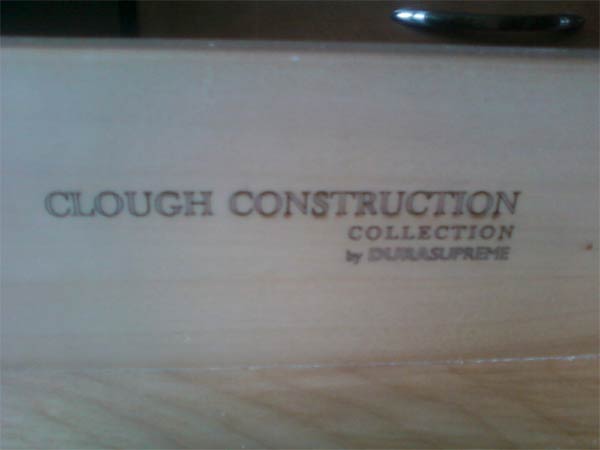 CLOUGH CONSTRUCTION
COLLECTION
by DURASUPREME